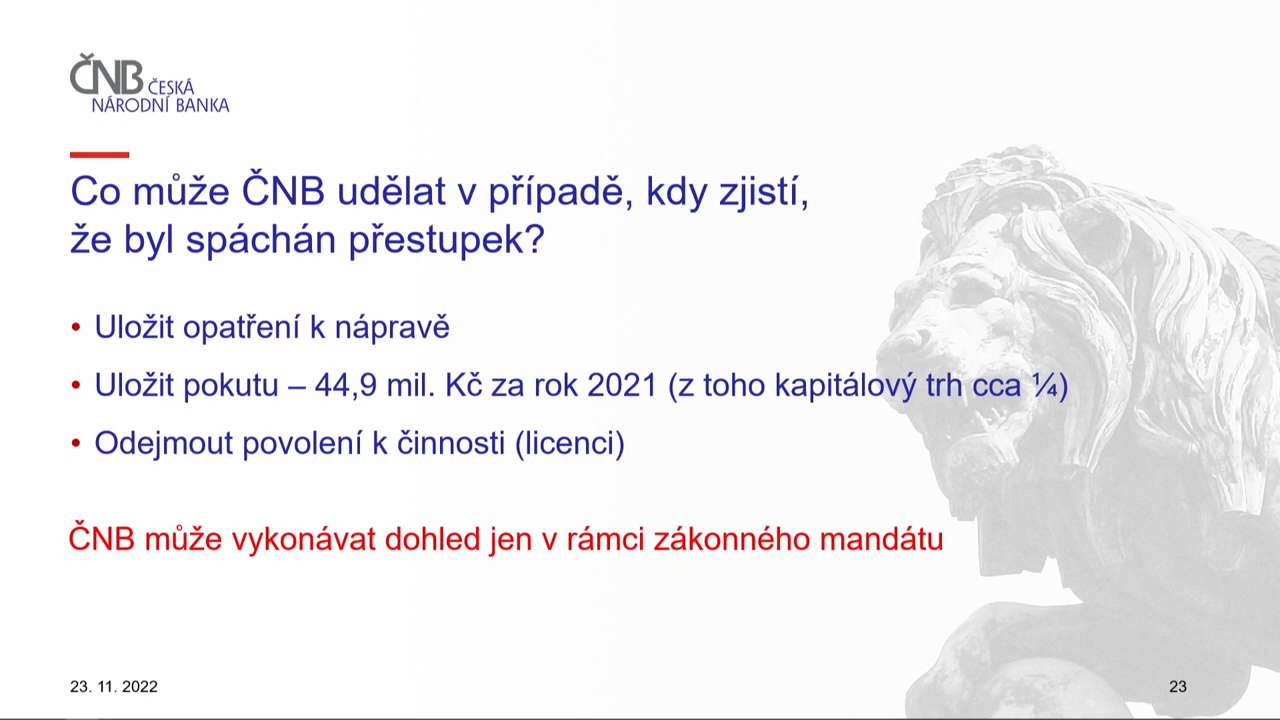 ČNB ČESKÁ
NÁRODNÍ BANKA
Co může ČNB udělat v případě, kdy zjistí,
že byl spáchán přestupek?
• Uložit opatření k nápravě
• Uložit pokutu – 44,9 mil. Kč za rok 2021 (z toho kapitálový trh cca ¼)
• Odejmout povolení k činnosti (licenci)
ČNB může vykonávat dohled jen v rámci zákonného mandátu
23. 11. 2022
23